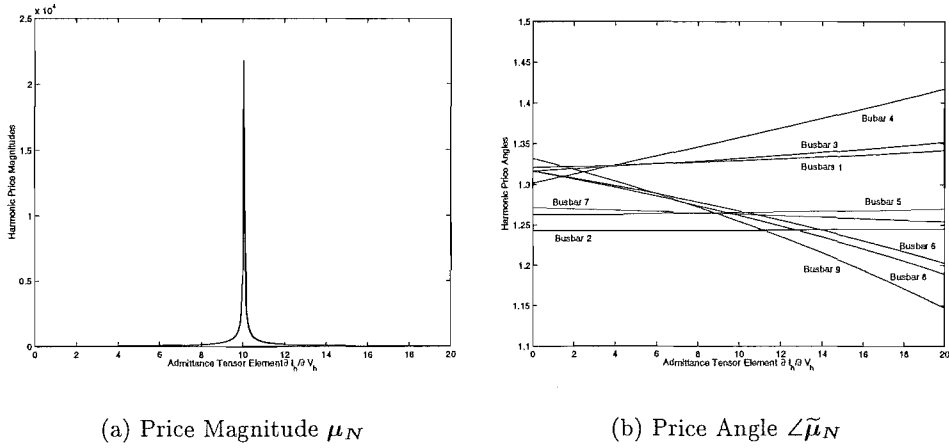 x 10⁴
2.5
2
1.5
1
0.5
0
Harmonic Price Magnitudes
0 2 4 6 8 10 12 14 16 18 20
Admittance Tensor Element ∂ I_h/∂ V_h
(a) Price Magnitude μ_N
1.5
1.45
1.4
1.35
1.3
1.25
1.2
1.15
1.1
Harmonic Price Angles
Busbar 4
Busbar 3
Busbars 1
Busbar 7
Busbar 5
Busbar 2
Busbar 6
Busbar 8
Busbar 9
0 2 4 6 8 10 12 14 16 18 20
Admittance Tensor Element ∂ I_h/∂ V_h
(b) Price Angle ∠μ̃_N